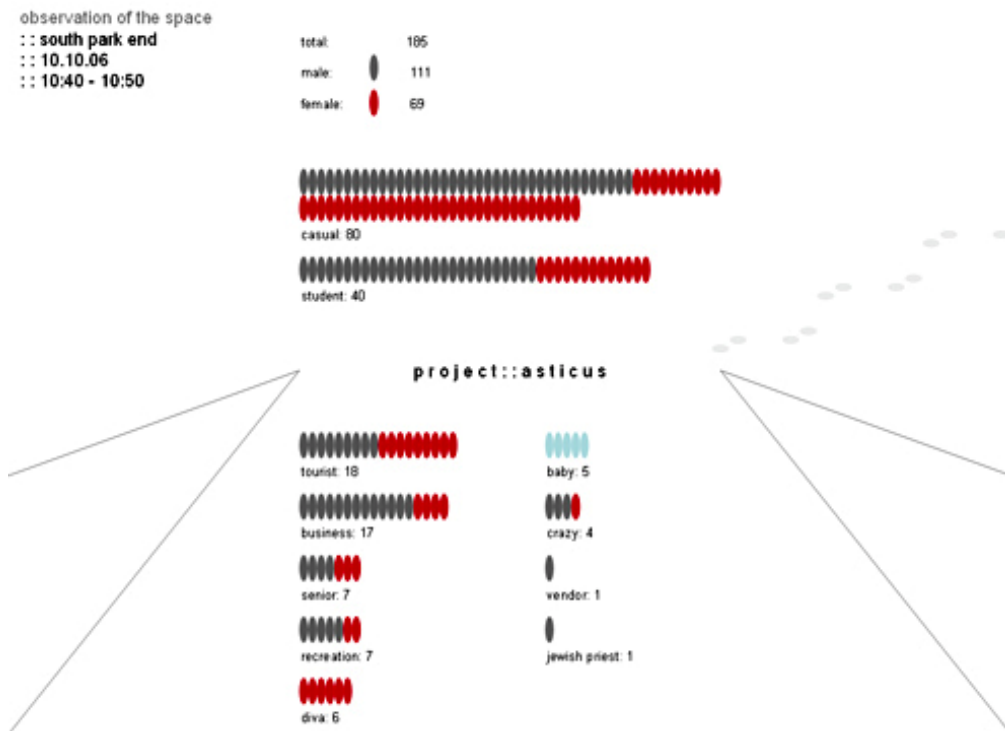 observation of the space
:: south park end
:: 10.10.06
:: 10:40 - 10:50
total: 185
male: 111
female: 69
casual: 80
student: 40
project::asticus
tourist: 18
baby: 5
business: 17
crazy: 4
senior: 7
vendor: 1
recreation: 7
jewish priest: 1
diva: 6